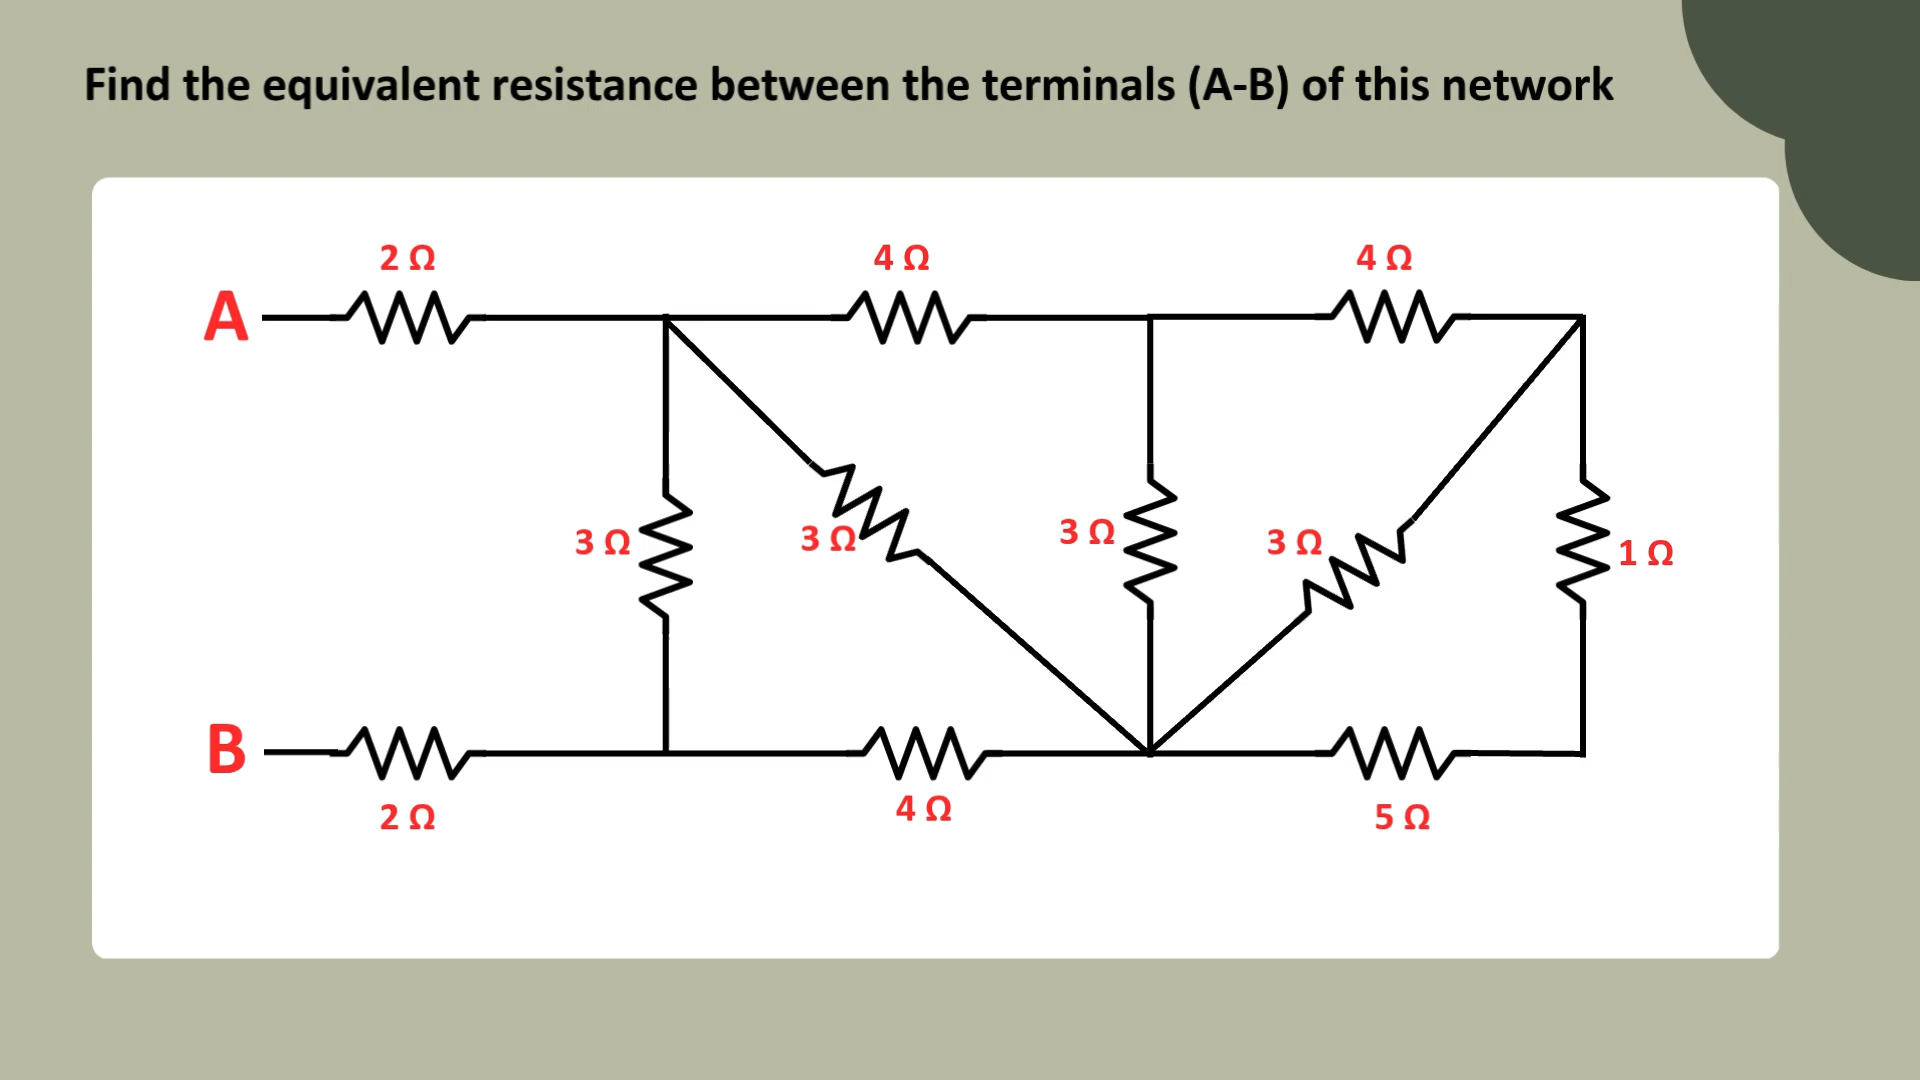 Find the equivalent resistance between the terminals (A-B) of this network
2 Ω
4 Ω
4 Ω
A
3 Ω
3 Ω
3 Ω
3 Ω
1 Ω
B
2 Ω
4 Ω
5 Ω